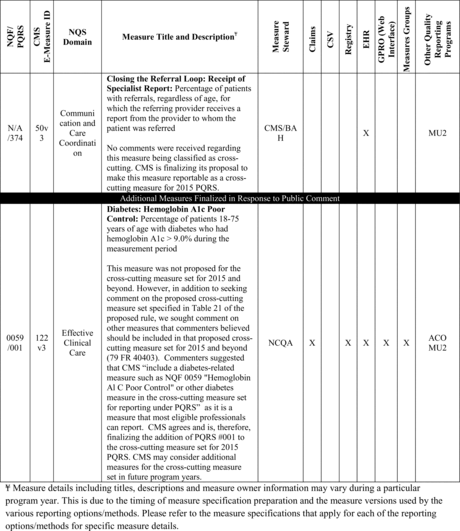 NQF/
PQRS
CMS
E-Measure ID
NQS
Domain
Measure Title and Description¥
Measure
Steward
Claims
CSV
Registry
EHR
GPRO (Web
Interface)
Measures Groups
Other Quality
Reporting
Programs
N/A
/374
50v
3
Communi
cation and
Care
Coordinati
on
Closing the Referral Loop: Receipt of
Specialist Report: Percentage of patients
with referrals, regardless of age, for
which the referring provider receives a
report from the provider to whom the
patient was referred
No comments were received regarding
this measure being classified as cross-
cutting. CMS is finalizing its proposal to
make this measure reportable as a cross-
cutting measure for 2015 PQRS.
CMS/BA
H
X
MU2
Additional Measures Finalized in Response to Public Comment
0059
/001
122
v3
Effective
Clinical
Care
Diabetes: Hemoglobin A1c Poor
Control: Percentage of patients 18-75
years of age with diabetes who had
hemoglobin A1c > 9.0% during the
measurement period
This measure was not proposed for the
cross-cutting measure set for 2015 and
beyond. However, in addition to seeking
comment on the proposed cross-cutting
measure set specified in Table 21 of the
proposed rule, we sought comment on
other measures that commenters believed
should be included in that proposed cross-
cutting measure set for 2015 and beyond
(79 FR 40403). Commenters suggested
that CMS “include a diabetes-related
measure such as NQF 0059 "Hemoglobin
Al C Poor Control" or other diabetes
measure in the cross-cutting measure set
for reporting under PQRS” as it is a
measure that most eligible professionals
can report. CMS agrees and is, therefore,
finalizing the addition of PQRS #001 to
the cross-cutting measure set for 2015
PQRS. CMS may consider additional
measures for the cross-cutting measure
set in future program years.
NCQA
X
X
X
X
X
ACO
MU2
¥ Measure details including titles, descriptions and measure owner information may vary during a particular
program year. This is due to the timing of measure specification preparation and the measure versions used by the
various reporting options/methods. Please refer to the measure specifications that apply for each of the reporting
options/methods for specific measure details.